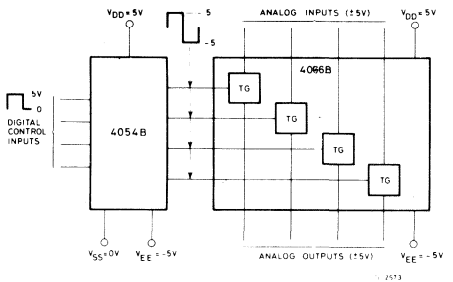 VDD=5V
5
-5
ANALOG INPUTS (±5V)
VDD=5V
4066B
5V
0
DIGITAL
CONTROL
INPUTS
4054B
TG
TG
TG
TG
VSS=0V
VEE=-5V
ANALOG OUTPUTS (±5V)
VEE=-5V
2573